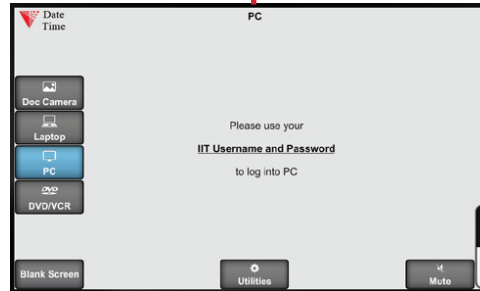 Date
Time
PC
Doc Camera
Laptop
PC
DVD
DVD/VCR
Please use your
IIT Username and Password
to log into PC
Blank Screen
Utilities
Mute